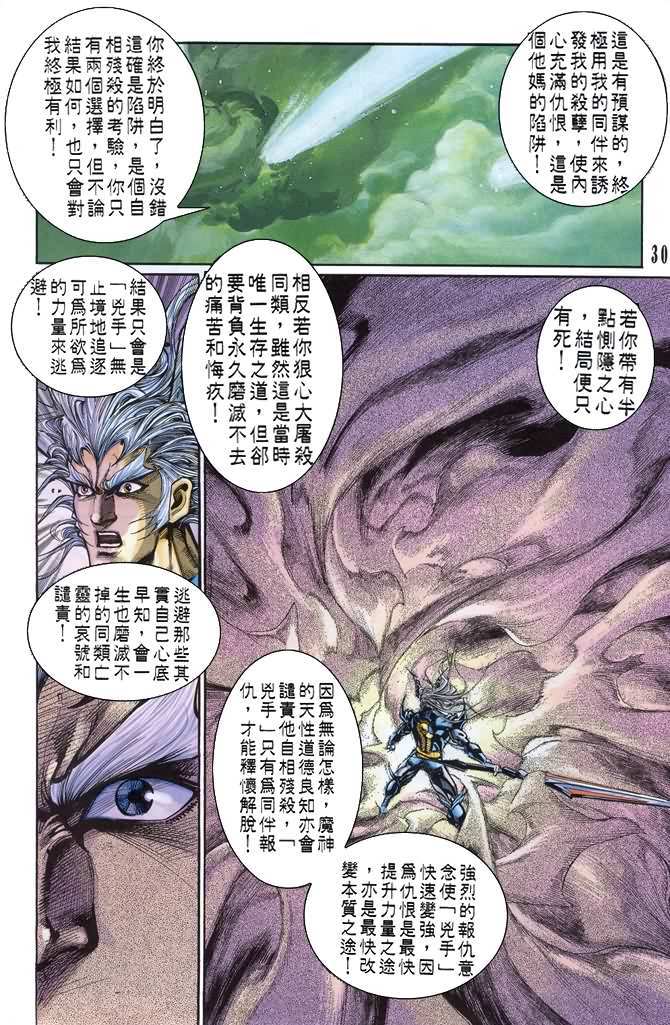 這是有預謀的，終
極用我的同伴來誘
發我的殺孽，使內
心充滿仇恨，這是
個他媽的陷阱！
你終於明白了，沒錯
這確是陷阱，是個自
相殘殺的考驗，你只
有兩個選擇，但不論
結果如何，也只會對
我終極有利！
30
若你帶有半
點惻隱之心
，結局便只
有死！
相反若你狠心大屠殺
同類，雖然這是當時
唯一生存之道，但卻
要背負永久磨滅不去
的痛苦和悔疚！
結果只會是
「兇手」無
止境地追逐
可為所欲為
的力量來逃
避！
逃避那些其
實自己心底
早知，會一
生也磨滅不
掉的同類亡
靈的哀號和
譴責！
因為無論怎樣，魔神
的天性道德良知亦會
譴責他自相殘殺，「
兇手」只有為同伴報
仇，才能釋懷解脫！
強烈的報仇意
念使「兇手」
快速變強，因
為仇恨是最快
提升力量之途
，亦是最快改
變本質之途！